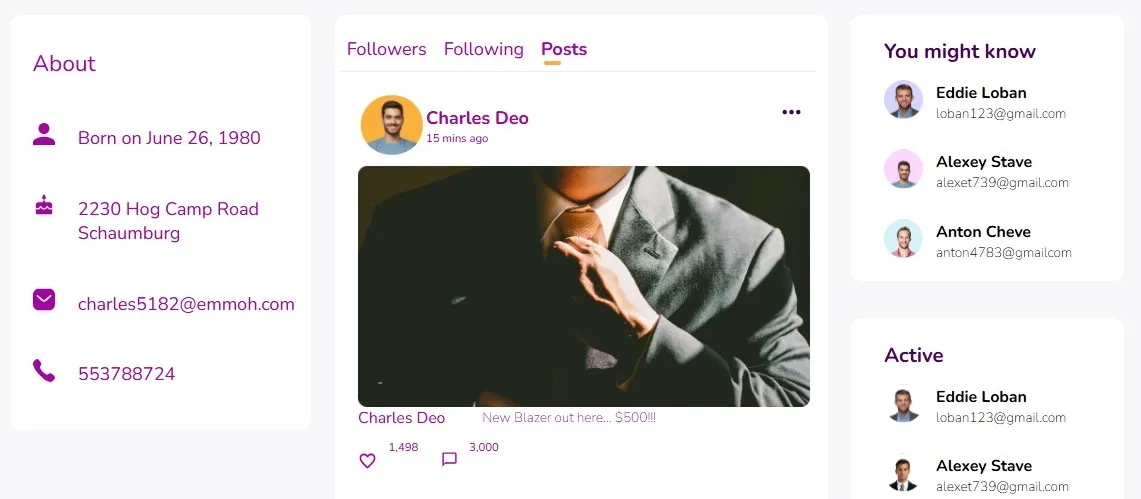 About
Born on June 26, 1980
2230 Hog Camp Road
Schaumburg
charles5182@emmoh.com
553788724
Followers Following Posts
Charles Deo
15 mins ago
Charles Deo New Blazer out here... $500!!!
1,498 3,000
You might know
Eddie Loban
loban123@gmail.com
Alexey Stave
alexet739@gmail.com
Anton Cheve
anton4783@gmailcom
Active
Eddie Loban
loban123@gmail.com
Alexey Stave
alexet739@gmail.com